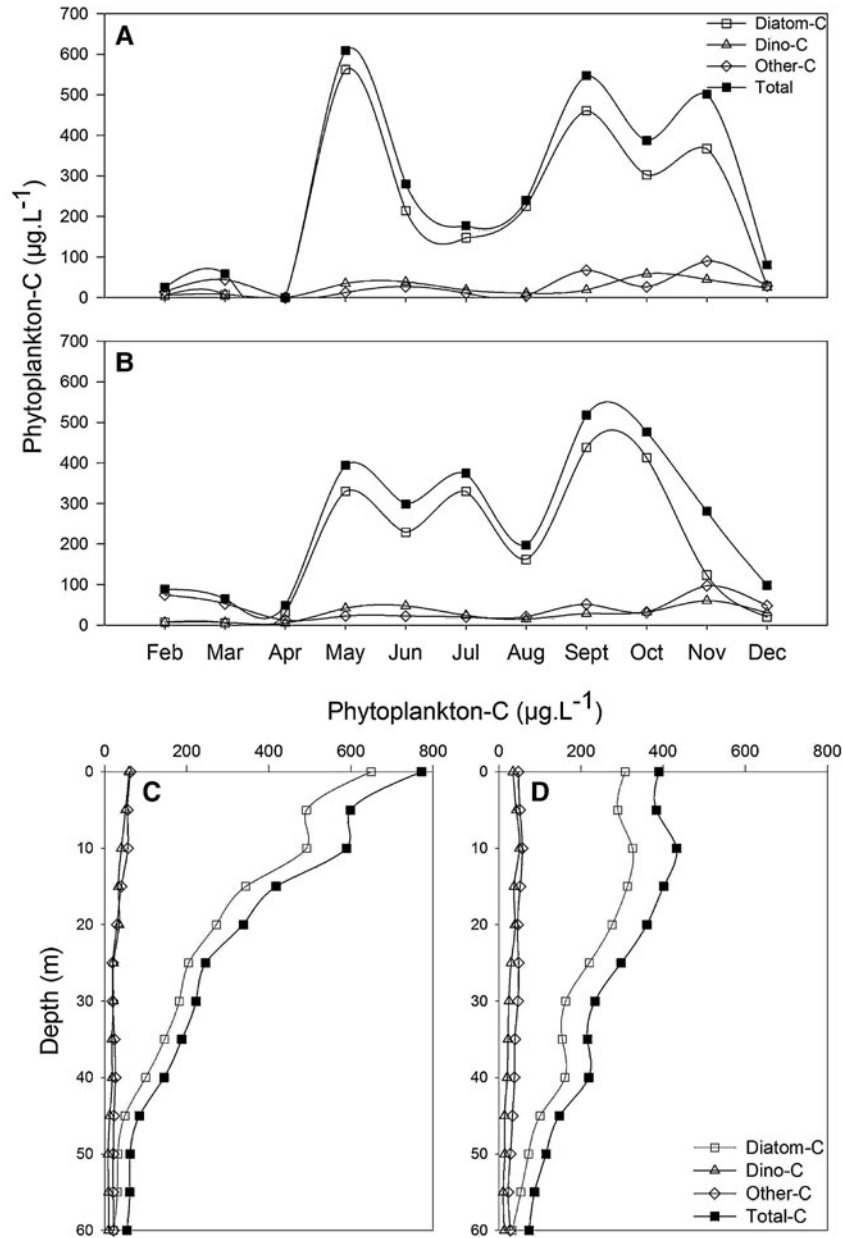 A
Diatom-C
Dino-C
Other-C
Total
700
600
500
400
300
200
100
0
Phytoplankton-C (µg.L⁻¹)
B
700
600
500
400
300
200
100
0
Feb Mar Apr May Jun Jul Aug Sept Oct Nov Dec
Phytoplankton-C (µg.L⁻¹)
0 200 400 600 800
0 200 400 600 800
C
D
Depth (m)
0
10
20
30
40
50
60
Diatom-C
Dino-C
Other-C
Total-C